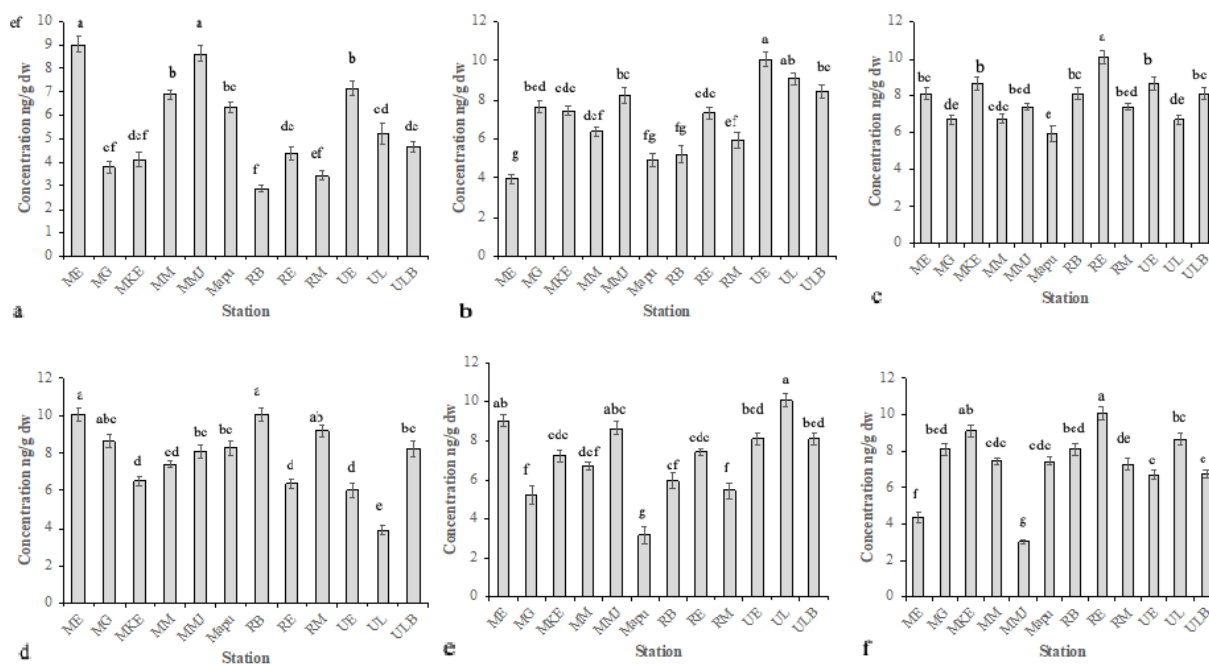 ef
Concentration ng/g dw
10
9
8
7
6
5
4
3
2
1
0
a ef def b a bc f de ef b cd de
ME MG MKE MM MMJ Mapu RB RE RM UE UL ULB
Station
a
Concentration ng/g dw
12
10
8
6
4
2
0
g bcd cde def bc fg fg cde ef a ab bc
ME MG MKE MM MMJ Mapu RB RE RM UE UL ULB
Station
b
Concentration ng/g dw
12
10
8
6
4
2
0
bc de b cde bcd e bc a bcd b de bc
ME MG MKE MM MMJ Mapu RB RE RM UE UL ULB
Station
c
Concentration ng/g dw
12
10
8
6
4
2
0
a abc d cd bc bc a d ab d e bc
ME MG MKE MM MMJ Mapu RB RE RM UE UL ULB
Station
d
Concentration ng/g dw
12
10
8
6
4
2
0
ab f cde def abc g ef cde f bcd a bcd
ME MG MKE MM MMJ Mapu RB RE RM UE UL ULB
Station
e
Concentration ng/g dw
12
10
8
6
4
2
0
f bcd ab cde g cde bcd a de e bc e
ME MG MKE MM MMJ Mapu RB RE RM UE UL ULB
Station
f